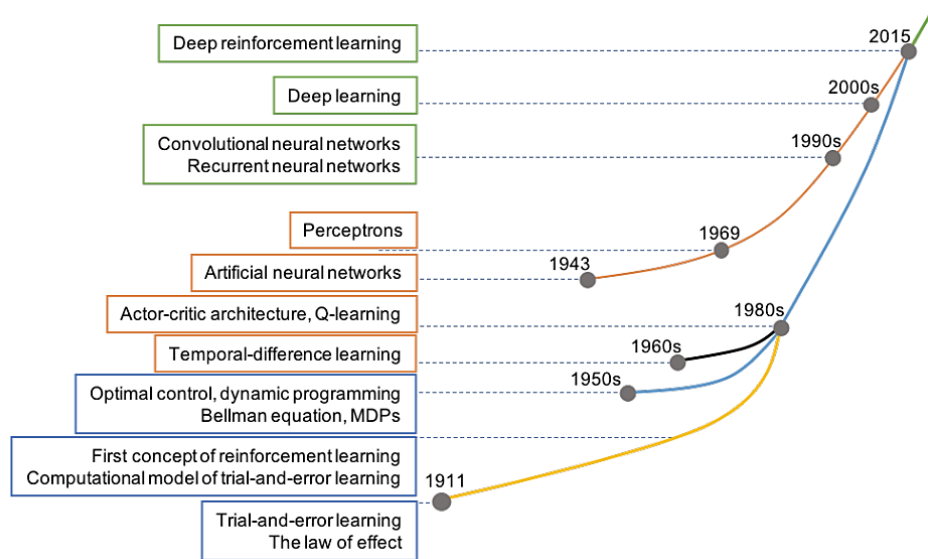 Deep reinforcement learning
2015
Deep learning
2000s
Convolutional neural networks
Recurrent neural networks
1990s
Perceptrons
1969
Artificial neural networks
1943
Actor-critic architecture, Q-learning
1980s
Temporal-difference learning
1960s
Optimal control, dynamic programming
Bellman equation, MDPs
1950s
First concept of reinforcement learning
Computational model of trial-and-error learning
1911
Trial-and-error learning
The law of effect